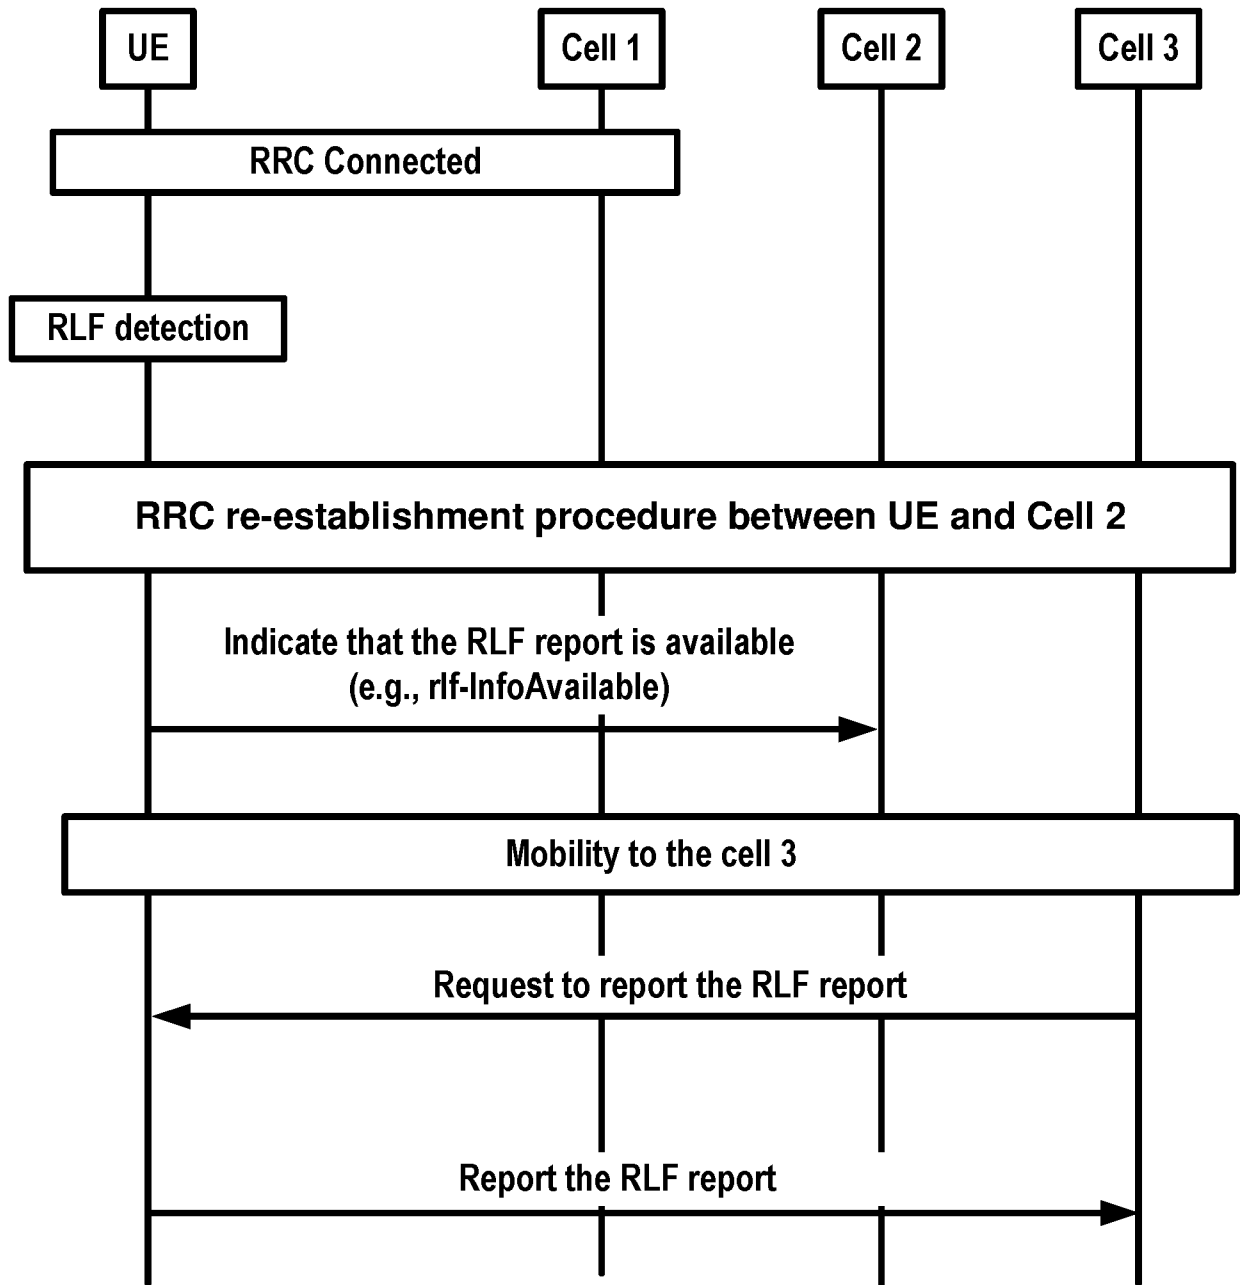 UE
Cell 1
Cell 2
Cell 3
RRC Connected
RLF detection
RRC re-establishment procedure between UE and Cell 2
Indicate that the RLF report is available
(e.g., rlf-InfoAvailable)
Mobility to the cell 3
Request to report the RLF report
Report the RLF report